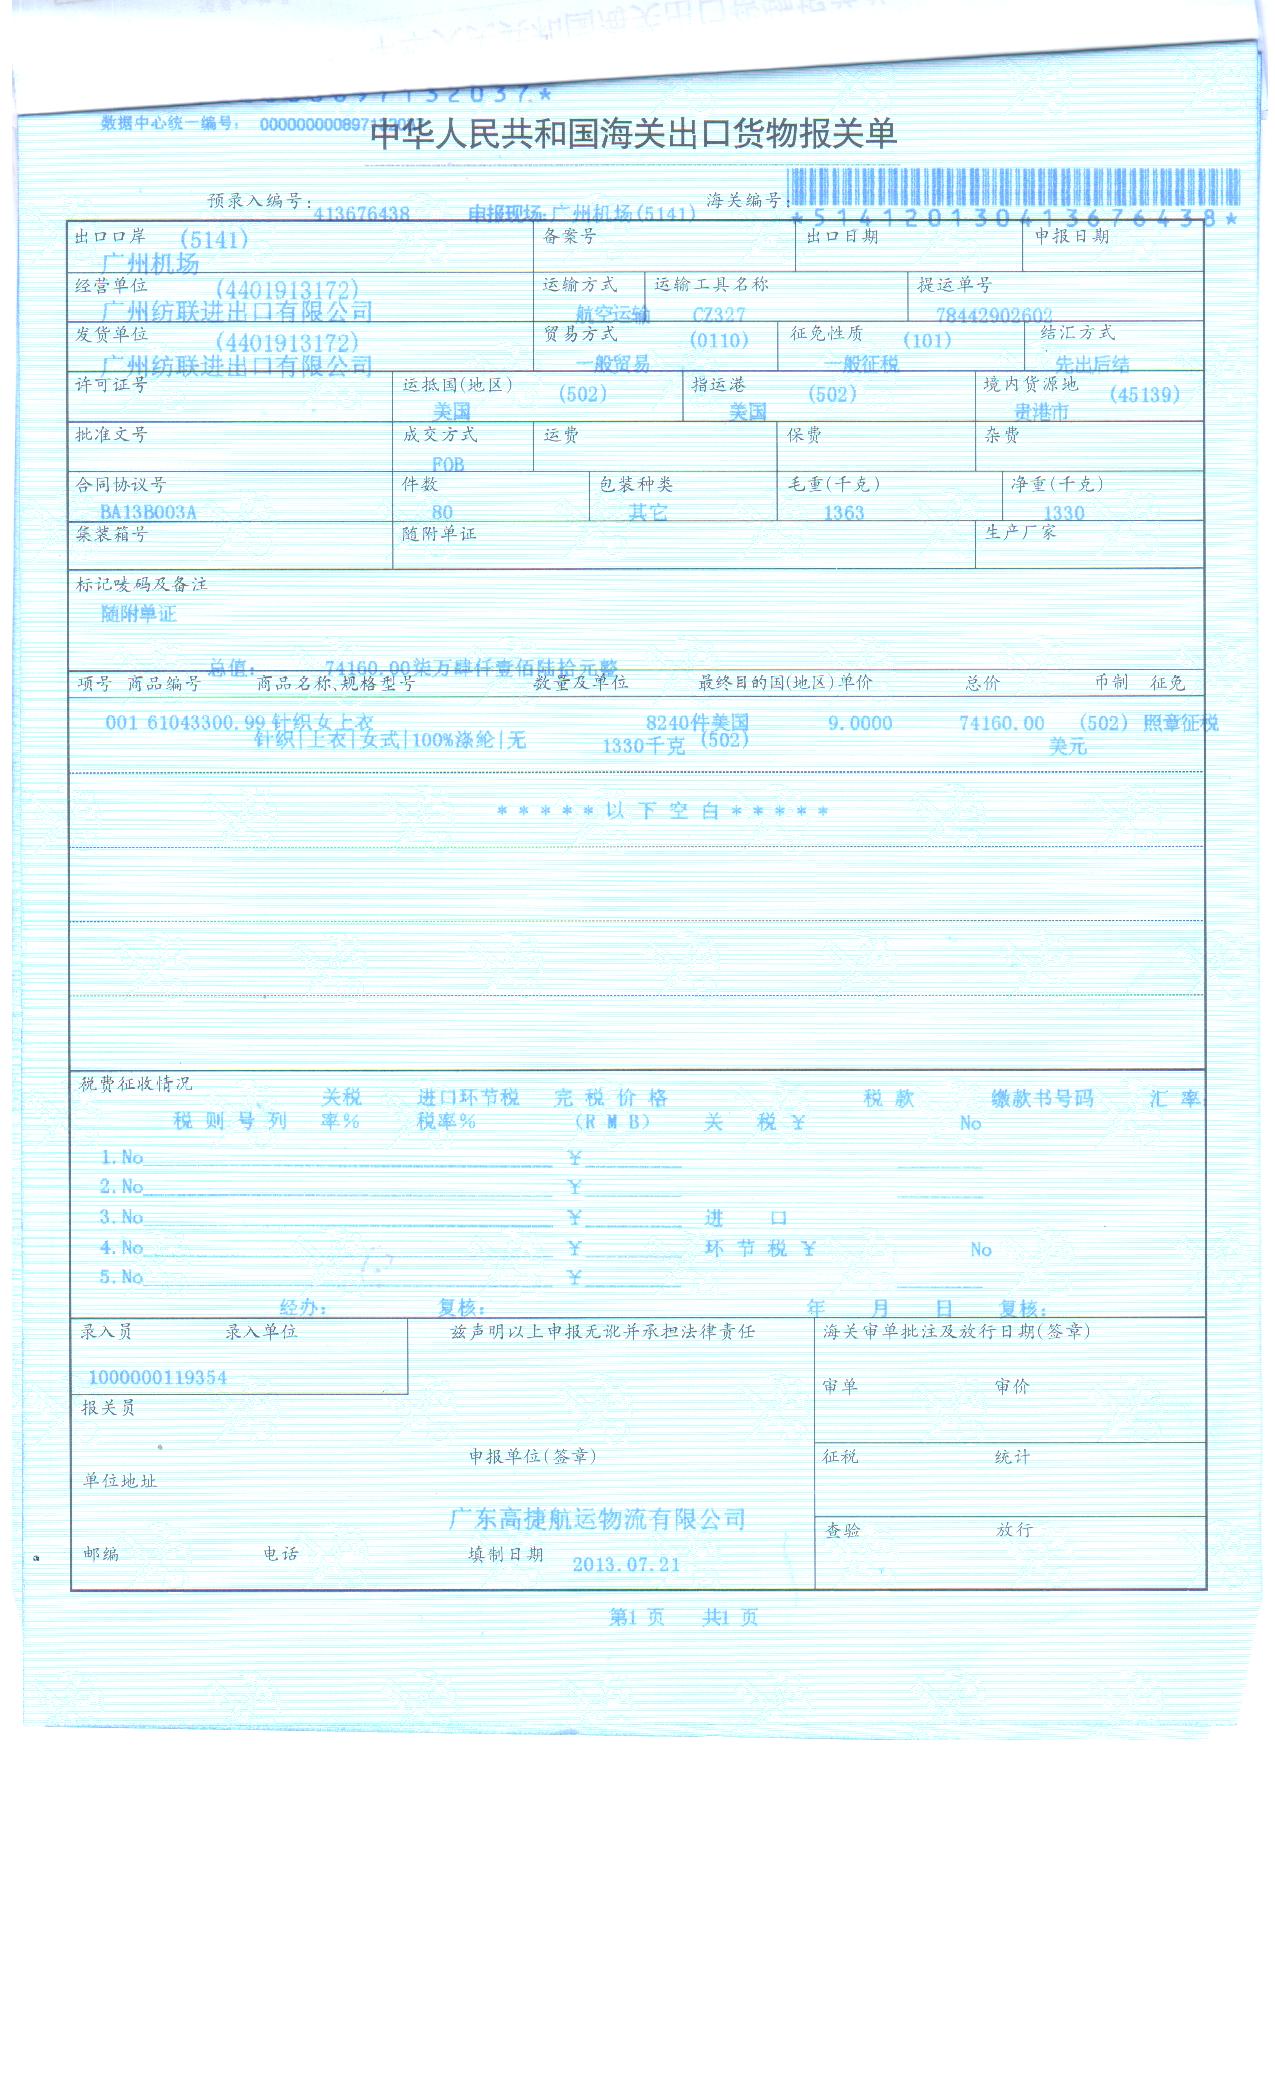 数据中心统一编号:
中华人民共和国海关出口货物报关单
预录入编号: 413676438 申报现场:广州机场(5141) 海关编号:
*514120130413676438*
出口口岸 (5141) 备案号 出口日期 申报日期
广州机场
经营单位 (4401913172) 运输方式 运输工具名称 提运单号
广州纺联进出口有限公司 航空运输 CZ327 78442902602
发货单位 (4401913172) 贸易方式 (0110) 征免性质 (101) 结汇方式
广州纺联进出口有限公司 一般贸易 一般征税 先出后结
许可证号 运抵国(地区) (502) 指运港 (502) 境内货源地 (45139)
美国 美国 贵港市
批准文号 成交方式 运费 保费 杂费
FOB
合同协议号 件数 包装种类 毛重(千克) 净重(千克)
BA13B003A 80 其它 1363 1330
集装箱号 随附单证 生产厂家
标记唛码及备注
随附单证
总值: 74160.00柒万肆仟壹佰陆拾元整
项号 商品编号 商品名称、规格型号 数量及单位 最终目的国(地区)单价 总价 币制 征免
001 61043300.99 针织女上衣 8240件美国 9.0000 74160.00 (502) 照章征税
针织|上衣|女式|100%涤纶|无 1330千克 (502) 美元
*****以下空白*****
税费征收情况
关税 进口环节税 完税价格 税款 缴款书号码 汇率
税则号列 率% 税率% (RMB) 关 税¥ No
1.No ¥
2.No ¥
3.No ¥ 进 口
4.No ¥ 环节税¥ No
5.No ¥
经办: 复核: 年 月 日 复核:
录入员 录入单位 兹声明以上申报无讹并承担法律责任 海关审单批注及放行日期(签章)
1000000119354
审单 审价
报关员
申报单位(签章) 征税 统计
单位地址
广东高捷航运物流有限公司
查验 放行
邮编 电话 填制日期 2013.07.21
第1 页 共1 页